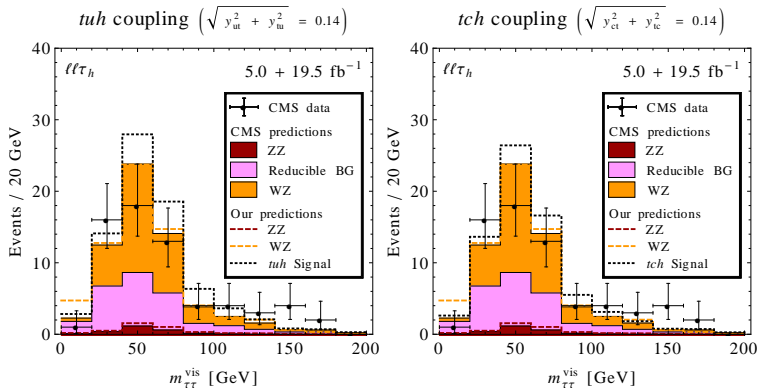 tuh coupling (√ y²ut + y²tu = 0.14)
40
30
20
10
0
Events / 20 GeV
ℓℓτh
5.0 + 19.5 fb⁻¹
CMS data
CMS predictions
ZZ
Reducible BG
WZ
Our predictions
ZZ
WZ
tuh Signal
0 50 100 150 200
m^vis_ττ [GeV]
tch coupling (√ y²ct + y²tc = 0.14)
40
30
20
10
0
Events / 20 GeV
ℓℓτh
5.0 + 19.5 fb⁻¹
CMS data
CMS predictions
ZZ
Reducible BG
WZ
Our predictions
ZZ
WZ
tch Signal
0 50 100 150 200
m^vis_ττ [GeV]